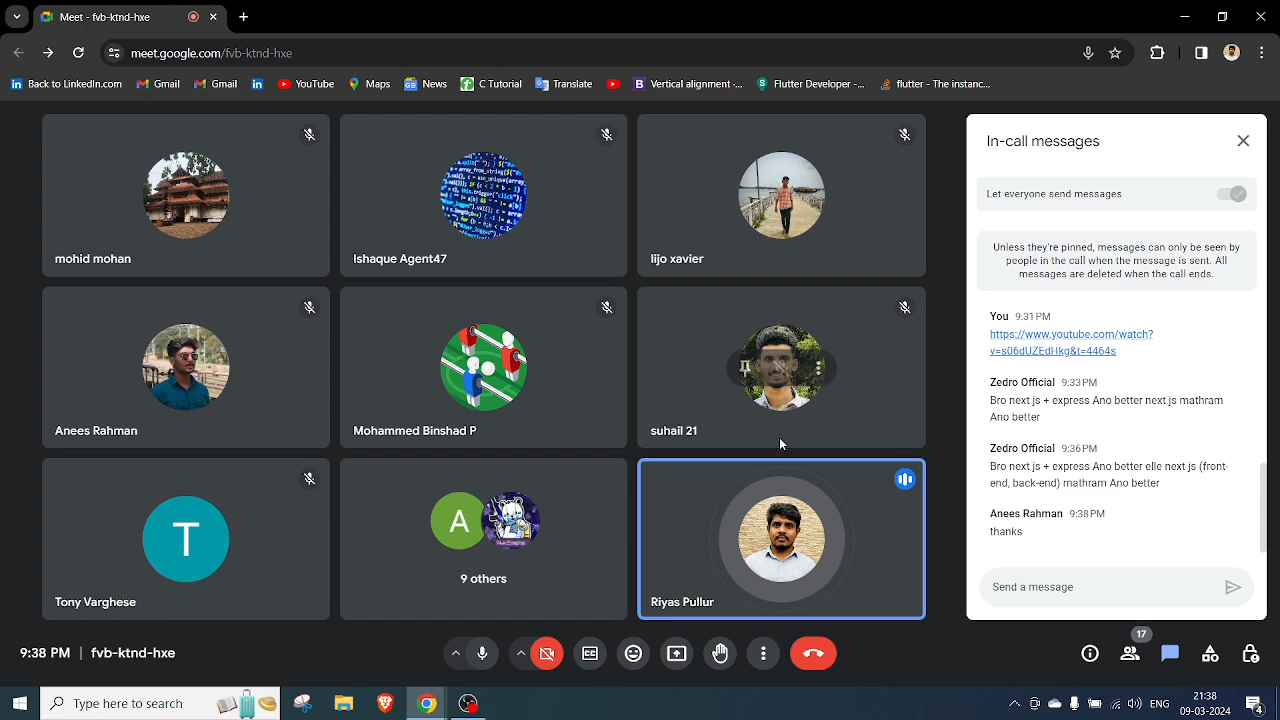 Meet - fvb-ktnd-hxe
meet.google.com/fvb-ktnd-hxe
Back to LinkedIn.com
Gmail
Gmail
YouTube
Maps
News
C Tutorial
Translate
Vertical alignment -...
Flutter Developer -...
flutter - The instanc...
mohid mohan
Ishaque Agent47
lijo xavier
Anees Rahman
Mohammed Binshad P
suhail 21
T
Tony Varghese
A
9 others
Riyas Pullur
In-call messages
Let everyone send messages
Unless they're pinned, messages can only be seen by
people in the call when the message is sent. All
messages are deleted when the call ends.
You 9:31 PM
https://www.youtube.com/watch?
v=s06dUZEdHkg&t=4464s
Zedro Official 9:33 PM
Bro next js + express Ano better next js mathram
Ano better
Zedro Official 9:36 PM
Bro next js + express Ano better elle next js (front-
end, back-end) mathram Ano better
Anees Rahman 9:38 PM
thanks
Send a message
9:38 PM | fvb-ktnd-hxe
17
Type here to search
ENG
21:38
09-03-2024
4